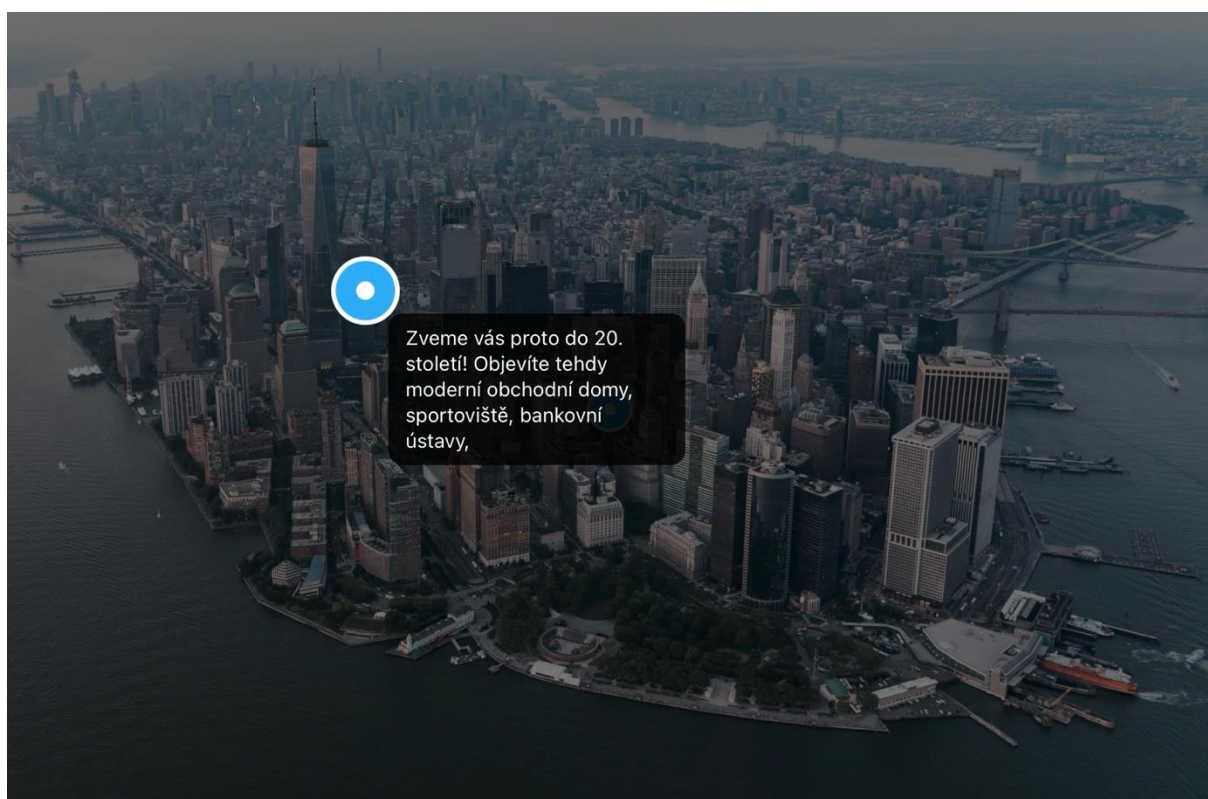 Zveme vás proto do 20.
století! Objevíte tehdy
moderní obchodní domy,
sportoviště, bankovní
ústavy,